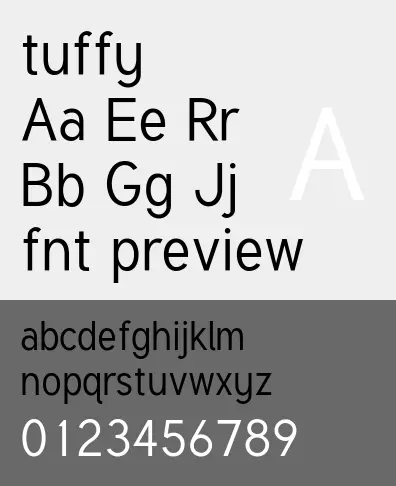 tuffy
Aa Ee Rr
A
Bb Gg Jj
fnt preview
abcdefghijklm
nopqrstuvwxyz
0123456789